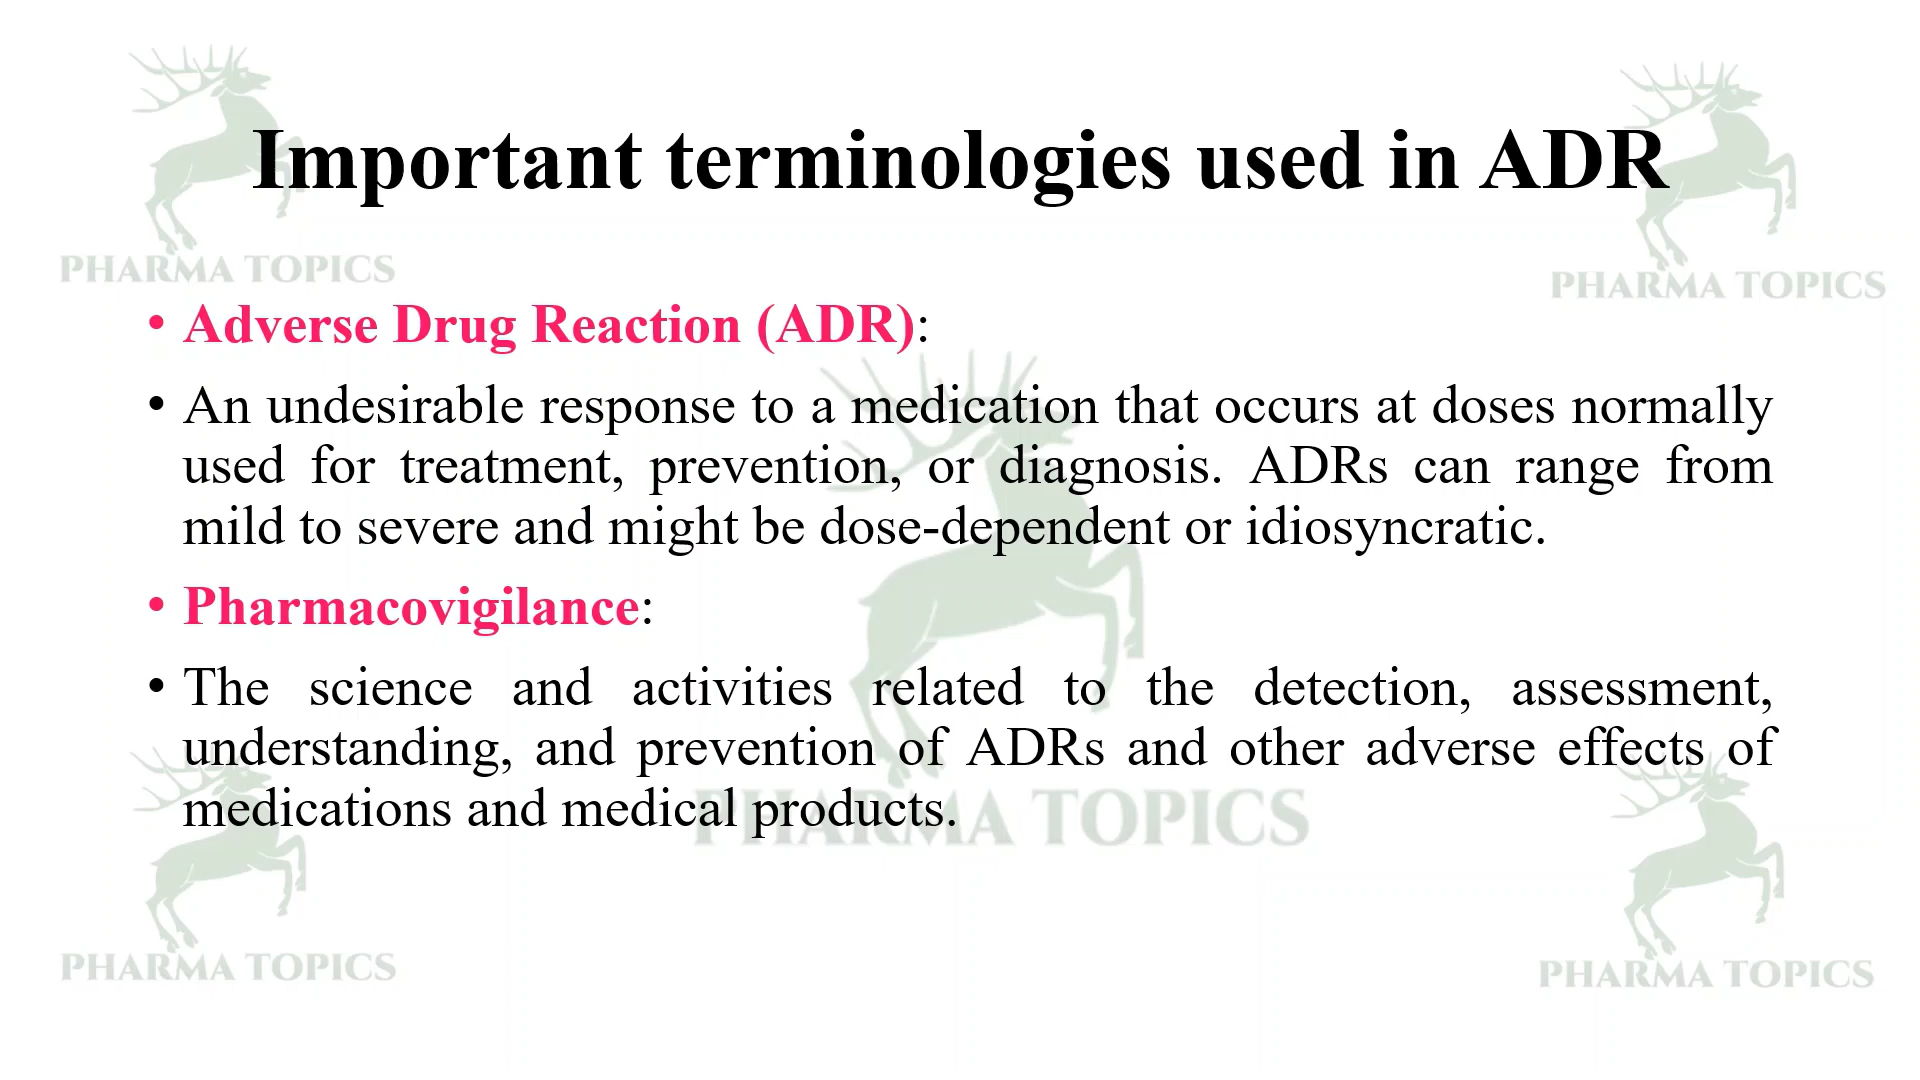 Important terminologies used in ADR
PHARMA TOPICS
PHARMA TOPICS
• Adverse Drug Reaction (ADR):
• An undesirable response to a medication that occurs at doses normally
used for treatment, prevention, or diagnosis. ADRs can range from
mild to severe and might be dose-dependent or idiosyncratic.
• Pharmacovigilance:
• The science and activities related to the detection, assessment,
understanding, and prevention of ADRs and other adverse effects of
medications and medical products.
PHARMA TOPICS
PHARMA TOPICS
PHARMA TOPICS